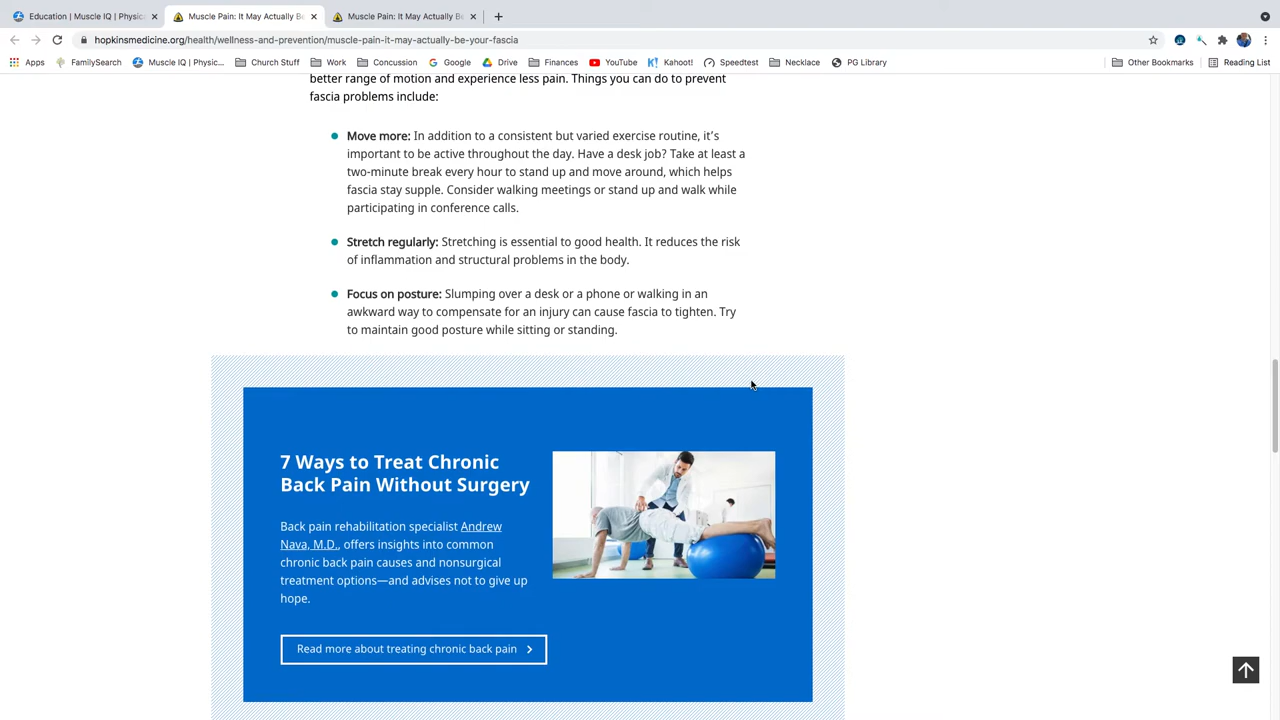 Education | Muscle IQ | Physic
Muscle Pain: It May Actually Be
Muscle Pain: It May Actually Be
hopkinsmedicine.org/health/wellness-and-prevention/muscle-pain-it-may-actually-be-your-fascia
Apps
FamilySearch
Muscle IQ | Physic...
Church Stuff
Work
Concussion
Google
Drive
Finances
YouTube
Kahoot!
Speedtest
Necklace
PG Library
Other Bookmarks
Reading List
better range of motion and experience less pain. Things you can do to prevent
fascia problems include:
Move more: In addition to a consistent but varied exercise routine, it's
important to be active throughout the day. Have a desk job? Take at least a
two-minute break every hour to stand up and move around, which helps
fascia stay supple. Consider walking meetings or stand up and walk while
participating in conference calls.
Stretch regularly: Stretching is essential to good health. It reduces the risk
of inflammation and structural problems in the body.
Focus on posture: Slumping over a desk or a phone or walking in an
awkward way to compensate for an injury can cause fascia to tighten. Try
to maintain good posture while sitting or standing.
7 Ways to Treat Chronic
Back Pain Without Surgery
Back pain rehabilitation specialist Andrew
Nava, M.D., offers insights into common
chronic back pain causes and nonsurgical
treatment options—and advises not to give up
hope.
Read more about treating chronic back pain